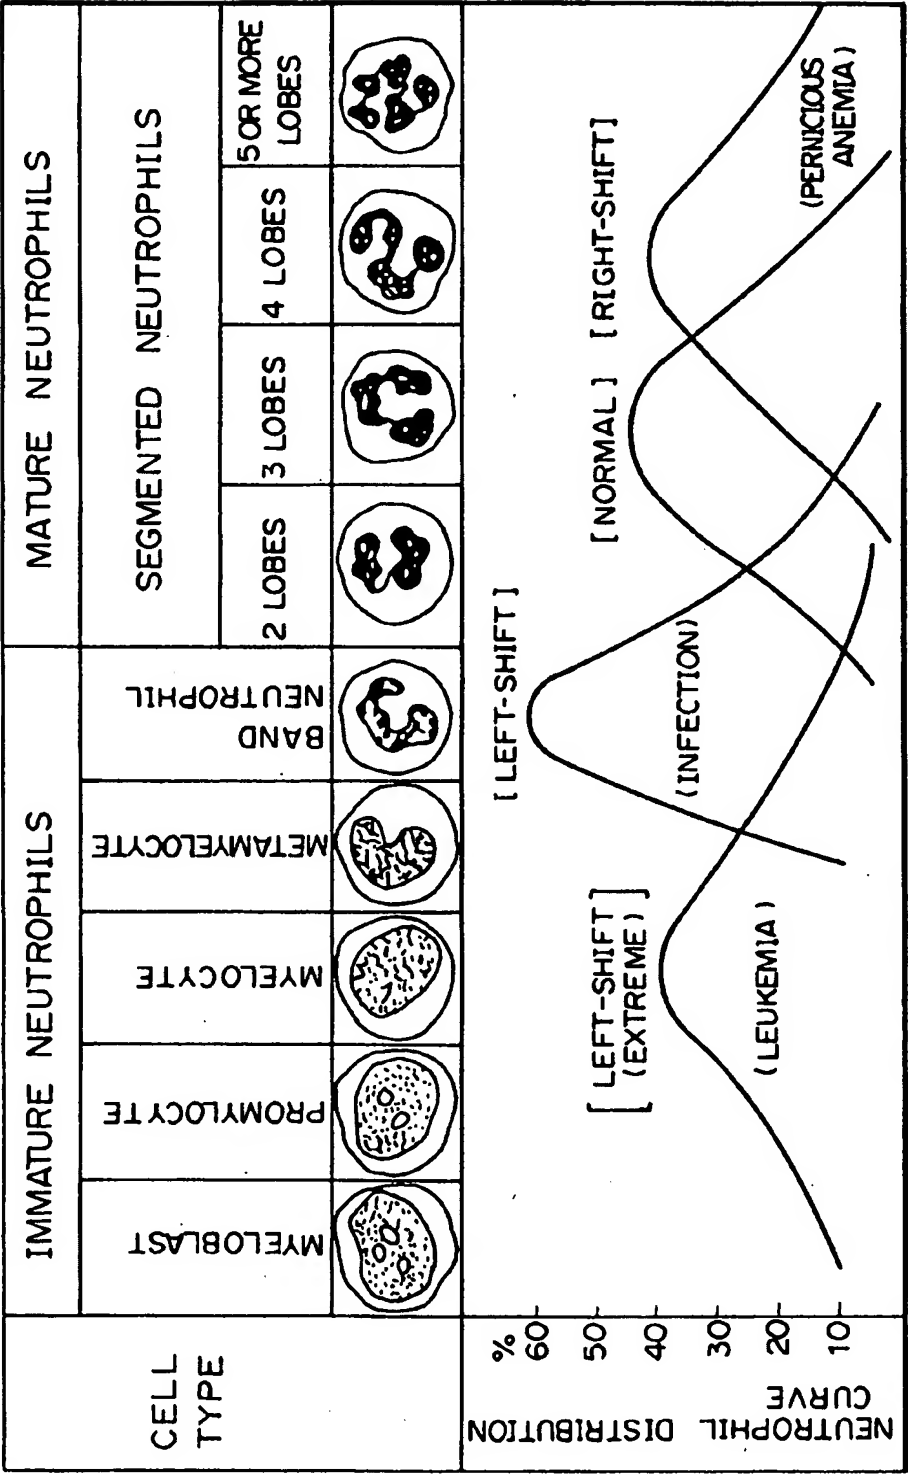 CELL
TYPE
IMMATURE NEUTROPHILS
MATURE NEUTROPHILS
MYELOBLAST
PROMYLOCYTE
MYELOCYTE
METAMYELOCYTE
BAND
NEUTROPHIL
SEGMENTED NEUTROPHILS
2 LOBES
3 LOBES
4 LOBES
5 OR MORE
LOBES
NEUTROPHIL DISTRIBUTION
CURVE
%
60
50
40
30
20
10
[LEFT-SHIFT
(EXTREME)]
(LEUKEMIA)
[LEFT-SHIFT]
(INFECTION)
[NORMAL]
[RIGHT-SHIFT]
(PERNICIOUS
ANEMIA)